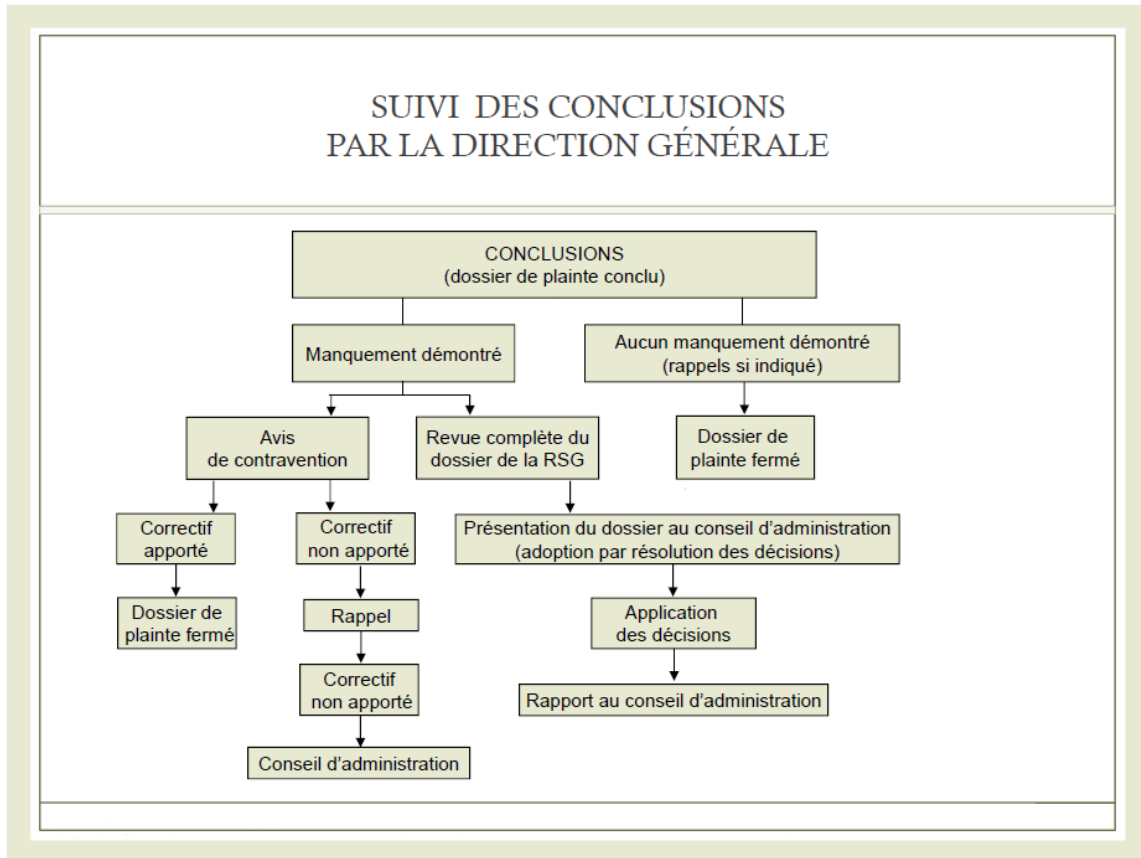 SUIVI DES CONCLUSIONS
PAR LA DIRECTION GÉNÉRALE
CONCLUSIONS
(dossier de plainte conclu)
Manquement démontré
Aucun manquement démontré
(rappels si indiqué)
Avis
de contravention
Revue complète du
dossier de la RSG
Dossier de
plainte fermé
Correctif
apporté
Correctif
non apporté
Présentation du dossier au conseil d'administration
(adoption par résolution des décisions)
Dossier de
plainte fermé
Rappel
Application
des décisions
Correctif
non apporté
Rapport au conseil d'administration
Conseil d'administration